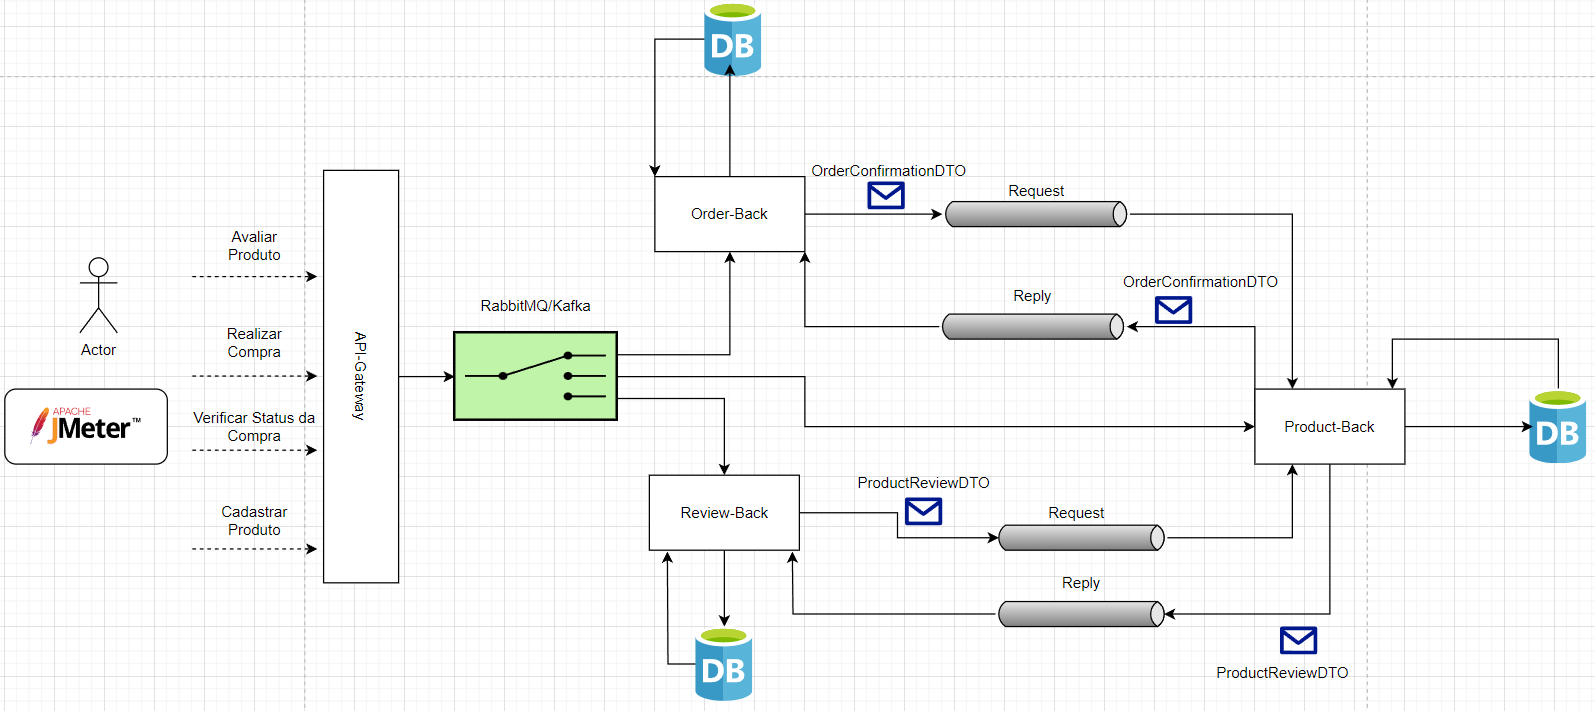 DB
OrderConfirmationDTO
Request
Order-Back
Avaliar
Produto
OrderConfirmationDTO
Reply
RabbitMQ/Kafka
Realizar
Compra
Actor
API-Gateway
APACHE
JMeter™
Verificar Status da
Compra
Product-Back
DB
ProductReviewDTO
Request
Review-Back
Cadastrar
Produto
Reply
DB
ProductReviewDTO